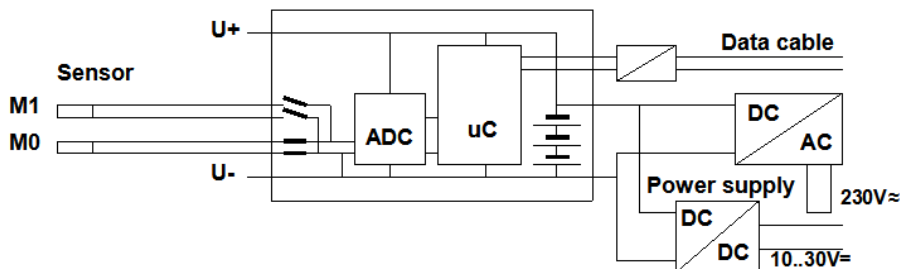 U+
Data cable
Sensor
M1
M0
ADC
uC
DC
AC
U-
Power supply
230V≈
DC
DC
10..30V=